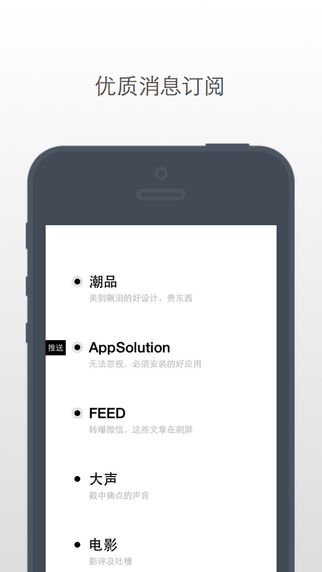 优质消息订阅
潮品
美到飙泪的好设计，贵东西
推送
AppSolution
无法忽视，必须安装的好应用
FEED
转爆微信，这些文章在刷屏
大声
戳中痛点的声音
电影
影评及吐槽